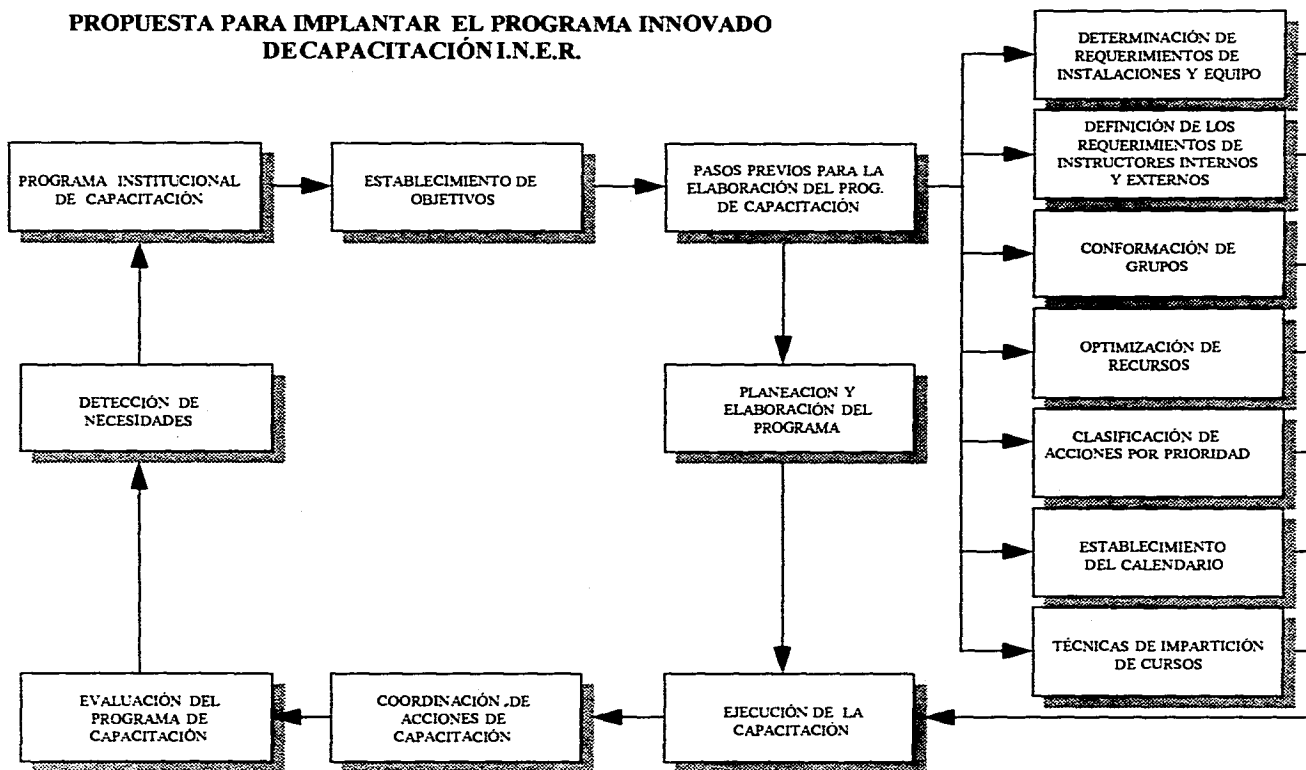 PROPUESTA PARA IMPLANTAR EL PROGRAMA INNOVADO
DE CAPACITACIÓN I.N.E.R.
PROGRAMA INSTITUCIONAL
DE CAPACITACIÓN
ESTABLECIMIENTO DE
OBJETIVOS
PASOS PREVIOS PARA LA
ELABORACIÓN DEL PROG.
DE CAPACITACIÓN
DETERMINACIÓN DE
REQUERIMIENTOS DE
INSTALACIONES Y EQUIPO
DEFINICIÓN DE LOS
REQUERIMIENTOS DE
INSTRUCTORES INTERNOS
Y EXTERNOS
CONFORMACIÓN DE
GRUPOS
OPTIMIZACIÓN DE
RECURSOS
CLASIFICACIÓN DE
ACCIONES POR PRIORIDAD
ESTABLECIMIENTO
DEL CALENDARIO
TÉCNICAS DE IMPARTICIÓN
DE CURSOS
DETECCIÓN DE
NECESIDADES
PLANEACION Y
ELABORACIÓN DEL
PROGRAMA
EVALUACIÓN DEL
PROGRAMA DE
CAPACITACIÓN
COORDINACIÓN DE
ACCIONES DE
CAPACITACIÓN
EJECUCIÓN DE LA
CAPACITACIÓN